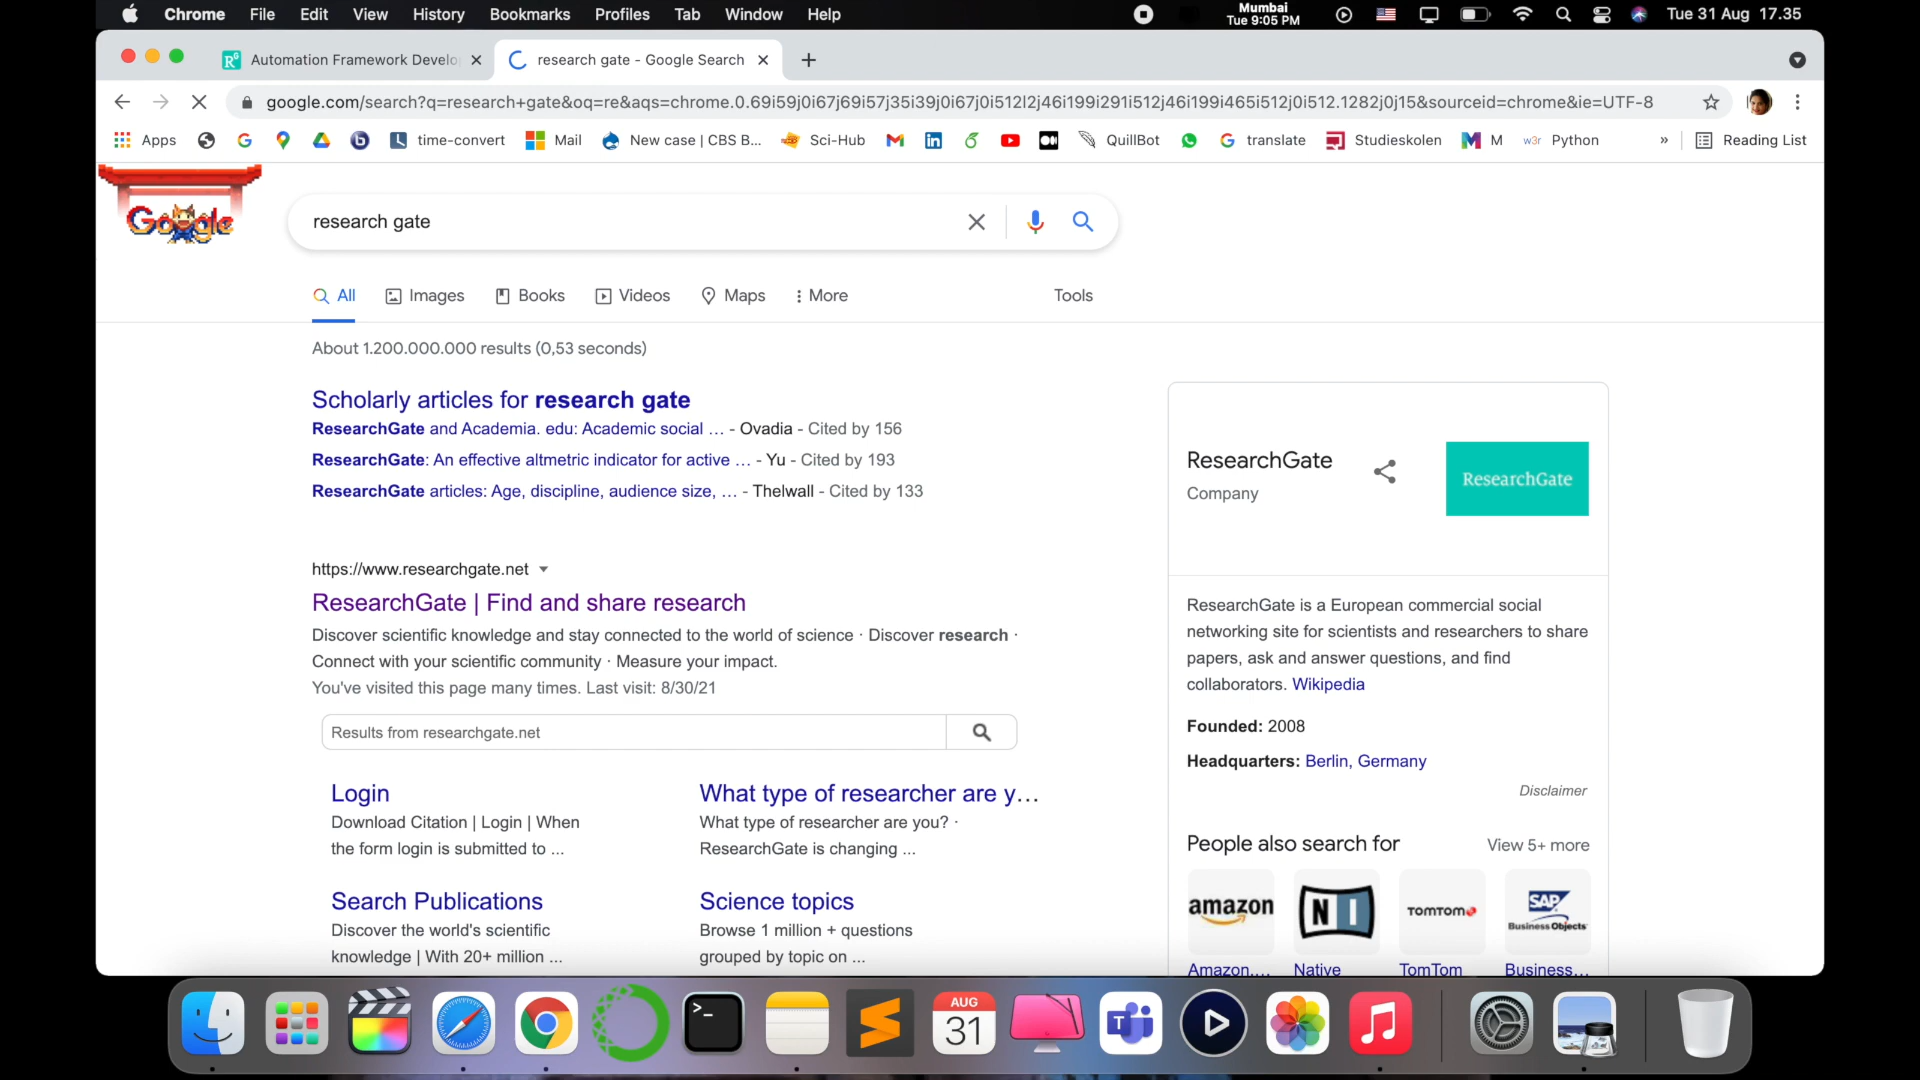 Chrome File Edit View History Bookmarks Profiles Tab Window Help
Mumbai
Tue 9:05 PM
Tue 31 Aug 17.35
Automation Framework Develo
research gate - Google Search
google.com/search?q=research+gate&oq=re&aqs=chrome.0.69i59j0i67j69i57j35i39j0i67j0i512l2j46i199i291i512j46i199i465i512j0i512.1282j0j15&sourceid=chrome&ie=UTF-8
Apps time-convert Mail New case | CBS B... Sci-Hub QuillBot translate Studieskolen M w3r Python » Reading List
Google
research gate
All Images Books Videos Maps More Tools
About 1.200.000.000 results (0,53 seconds)
Scholarly articles for research gate
ResearchGate and Academia. edu: Academic social … - Ovadia - Cited by 156
ResearchGate: An effective altmetric indicator for active … - Yu - Cited by 193
ResearchGate articles: Age, discipline, audience size, … - Thelwall - Cited by 133
https://www.researchgate.net
ResearchGate | Find and share research
Discover scientific knowledge and stay connected to the world of science · Discover research ·
Connect with your scientific community · Measure your impact.
You've visited this page many times. Last visit: 8/30/21
Results from researchgate.net
Login
Download Citation | Login | When
the form login is submitted to ...
What type of researcher are y...
What type of researcher are you? ·
ResearchGate is changing ...
Search Publications
Discover the world's scientific
knowledge | With 20+ million ...
Science topics
Browse 1 million + questions
grouped by topic on ...
ResearchGate
Company
ResearchGate
ResearchGate is a European commercial social
networking site for scientists and researchers to share
papers, ask and answer questions, and find
collaborators. Wikipedia
Founded: 2008
Headquarters: Berlin, Germany
Disclaimer
People also search for
View 5+ more
amazon
NI
TOMTOM
SAP
Business Objects
Amazon.... Native TomTom Business...
AUG
31